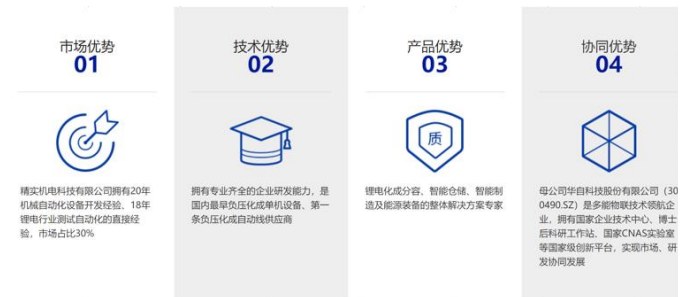 市场优势
01
精实机电科技有限公司拥有20年
机械自动化设备开发经验、18年
锂电行业测试自动化的直接经
验，市场占比30%
技术优势
02
拥有专业齐全的企业研发能力，是
国内最早负压化成单机设备、第一
条负压化成自动线供应商
产品优势
03
质
锂电化成分容、智能仓储、智能制
造及能源装备的整体解决方案专家
协同优势
04
母公司华自科技股份有限公司（30
0490.SZ）是多能物联技术领航企
业，拥有国家企业技术中心、博士
后科研工作站、国家CNAS实验室
等国家级创新平台，实现市场、研
发协同发展